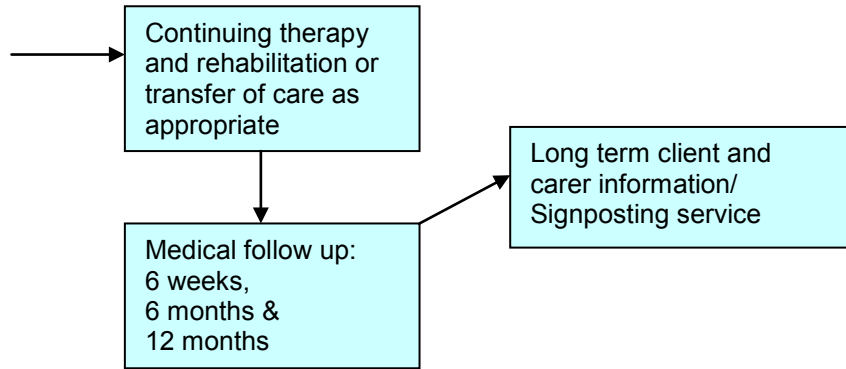 Continuing therapy
and rehabilitation or
transfer of care as
appropriate
Long term client and
carer information/
Signposting service
Medical follow up:
6 weeks,
6 months &
12 months